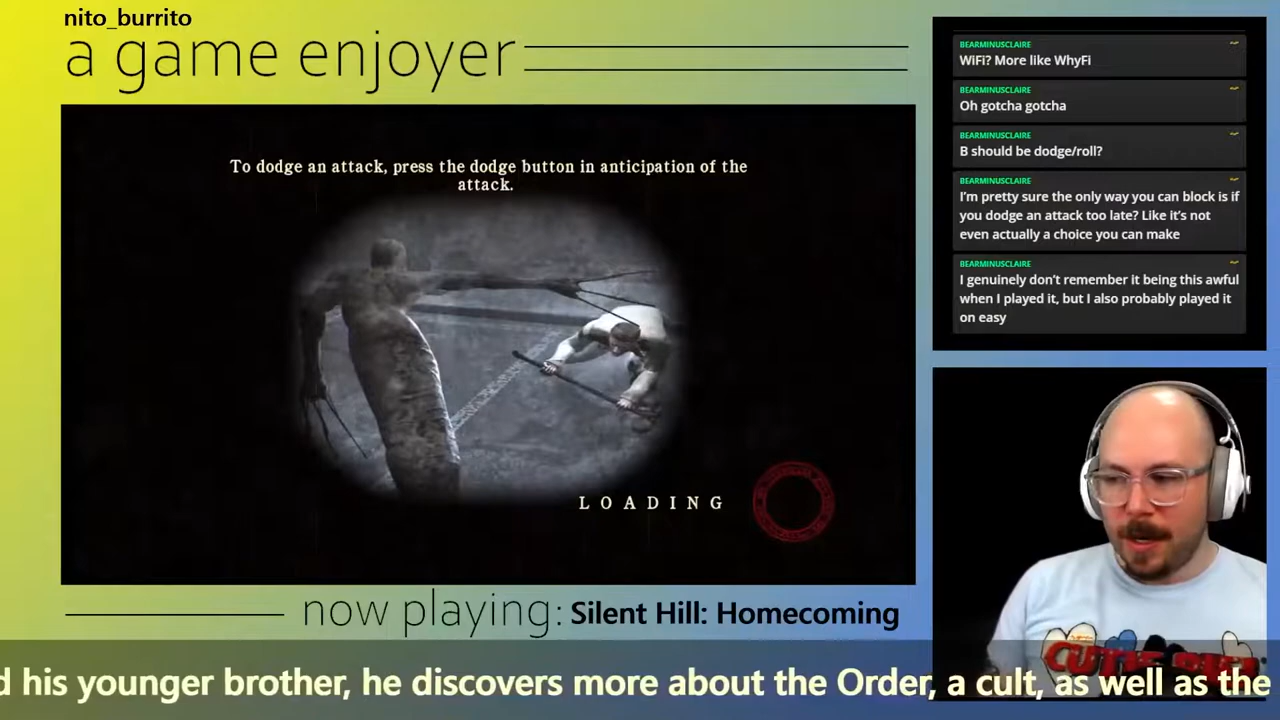 nito_burrito
a game enjoyer
To dodge an attack, press the dodge button in anticipation of the
attack.
LOADING
now playing: Silent Hill: Homecoming
BEARMINUSCLAIRE
WiFi? More like WhyFi
BEARMINUSCLAIRE
Oh gotcha gotcha
BEARMINUSCLAIRE
B should be dodge/roll?
BEARMINUSCLAIRE
I'm pretty sure the only way you can block is if
you dodge an attack too late? Like it's not
even actually a choice you can make
BEARMINUSCLAIRE
I genuinely don't remember it being this awful
when I played it, but I also probably played it
on easy
his younger brother, he discovers more about the Order, a cult, as well as the